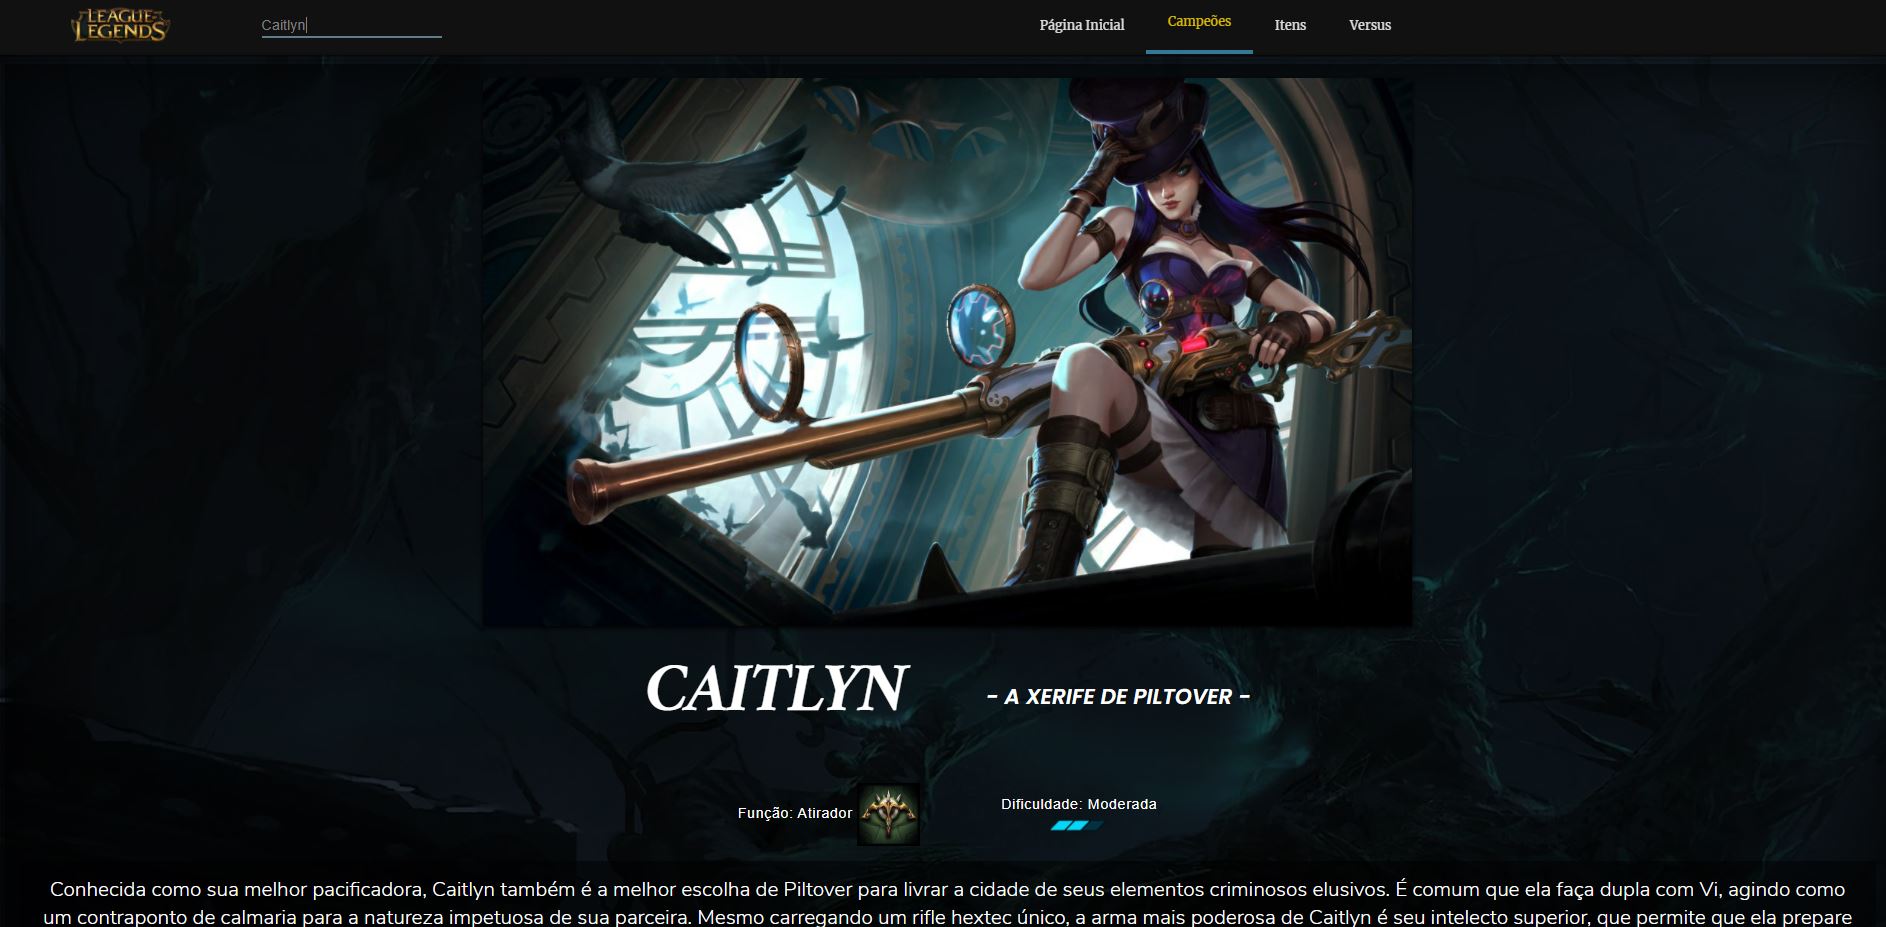 LEAGUE OF
LEGENDS
Caitlyn
Página Inicial
Campeões
Itens
Versus
CAITLYN
- A XERIFE DE PILTOVER -
Função: Atirador
Dificuldade: Moderada
Conhecida como sua melhor pacificadora, Caitlyn também é a melhor escolha de Piltover para livrar a cidade de seus elementos criminosos elusivos. É comum que ela faça dupla com Vi, agindo como
um contraponto de calmaria para a natureza impetuosa de sua parceira. Mesmo carregando um rifle hextec único, a arma mais poderosa de Caitlyn é seu intelecto superior, que permite que ela prepare